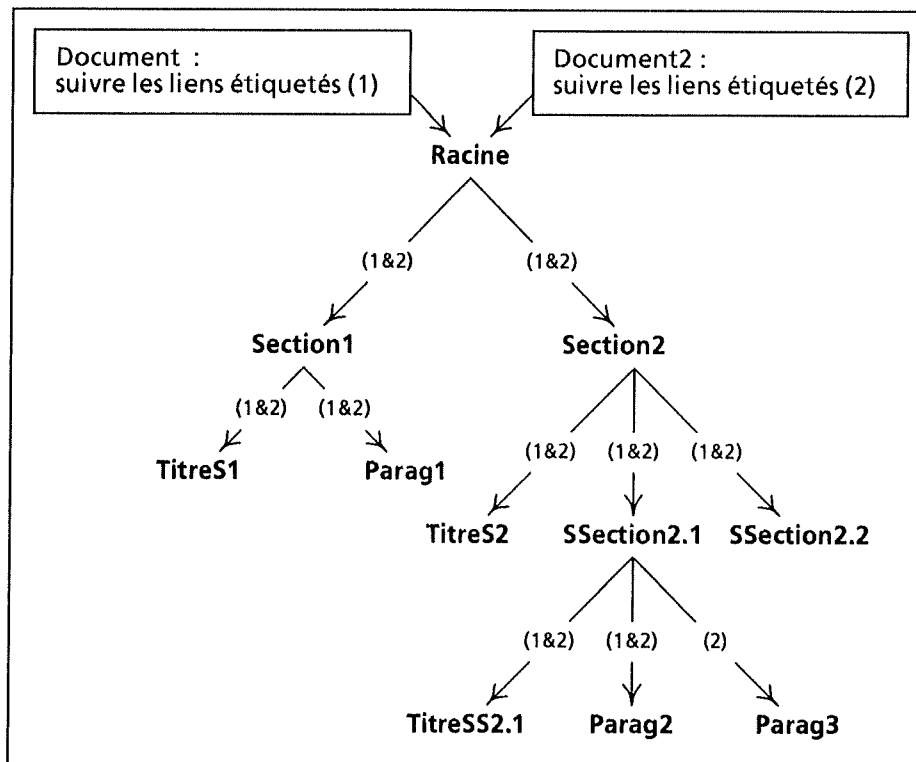 Document :
suivre les liens étiquetés (1)
Document2 :
suivre les liens étiquetés (2)
Racine
(1&2) (1&2)
Section1 Section2
(1&2) (1&2)
(1&2) (1&2) (1&2)
TitreS1 Parag1
TitreS2 SSection2.1 SSection2.2
(1&2) (1&2) (2)
TitreSS2.1 Parag2 Parag3